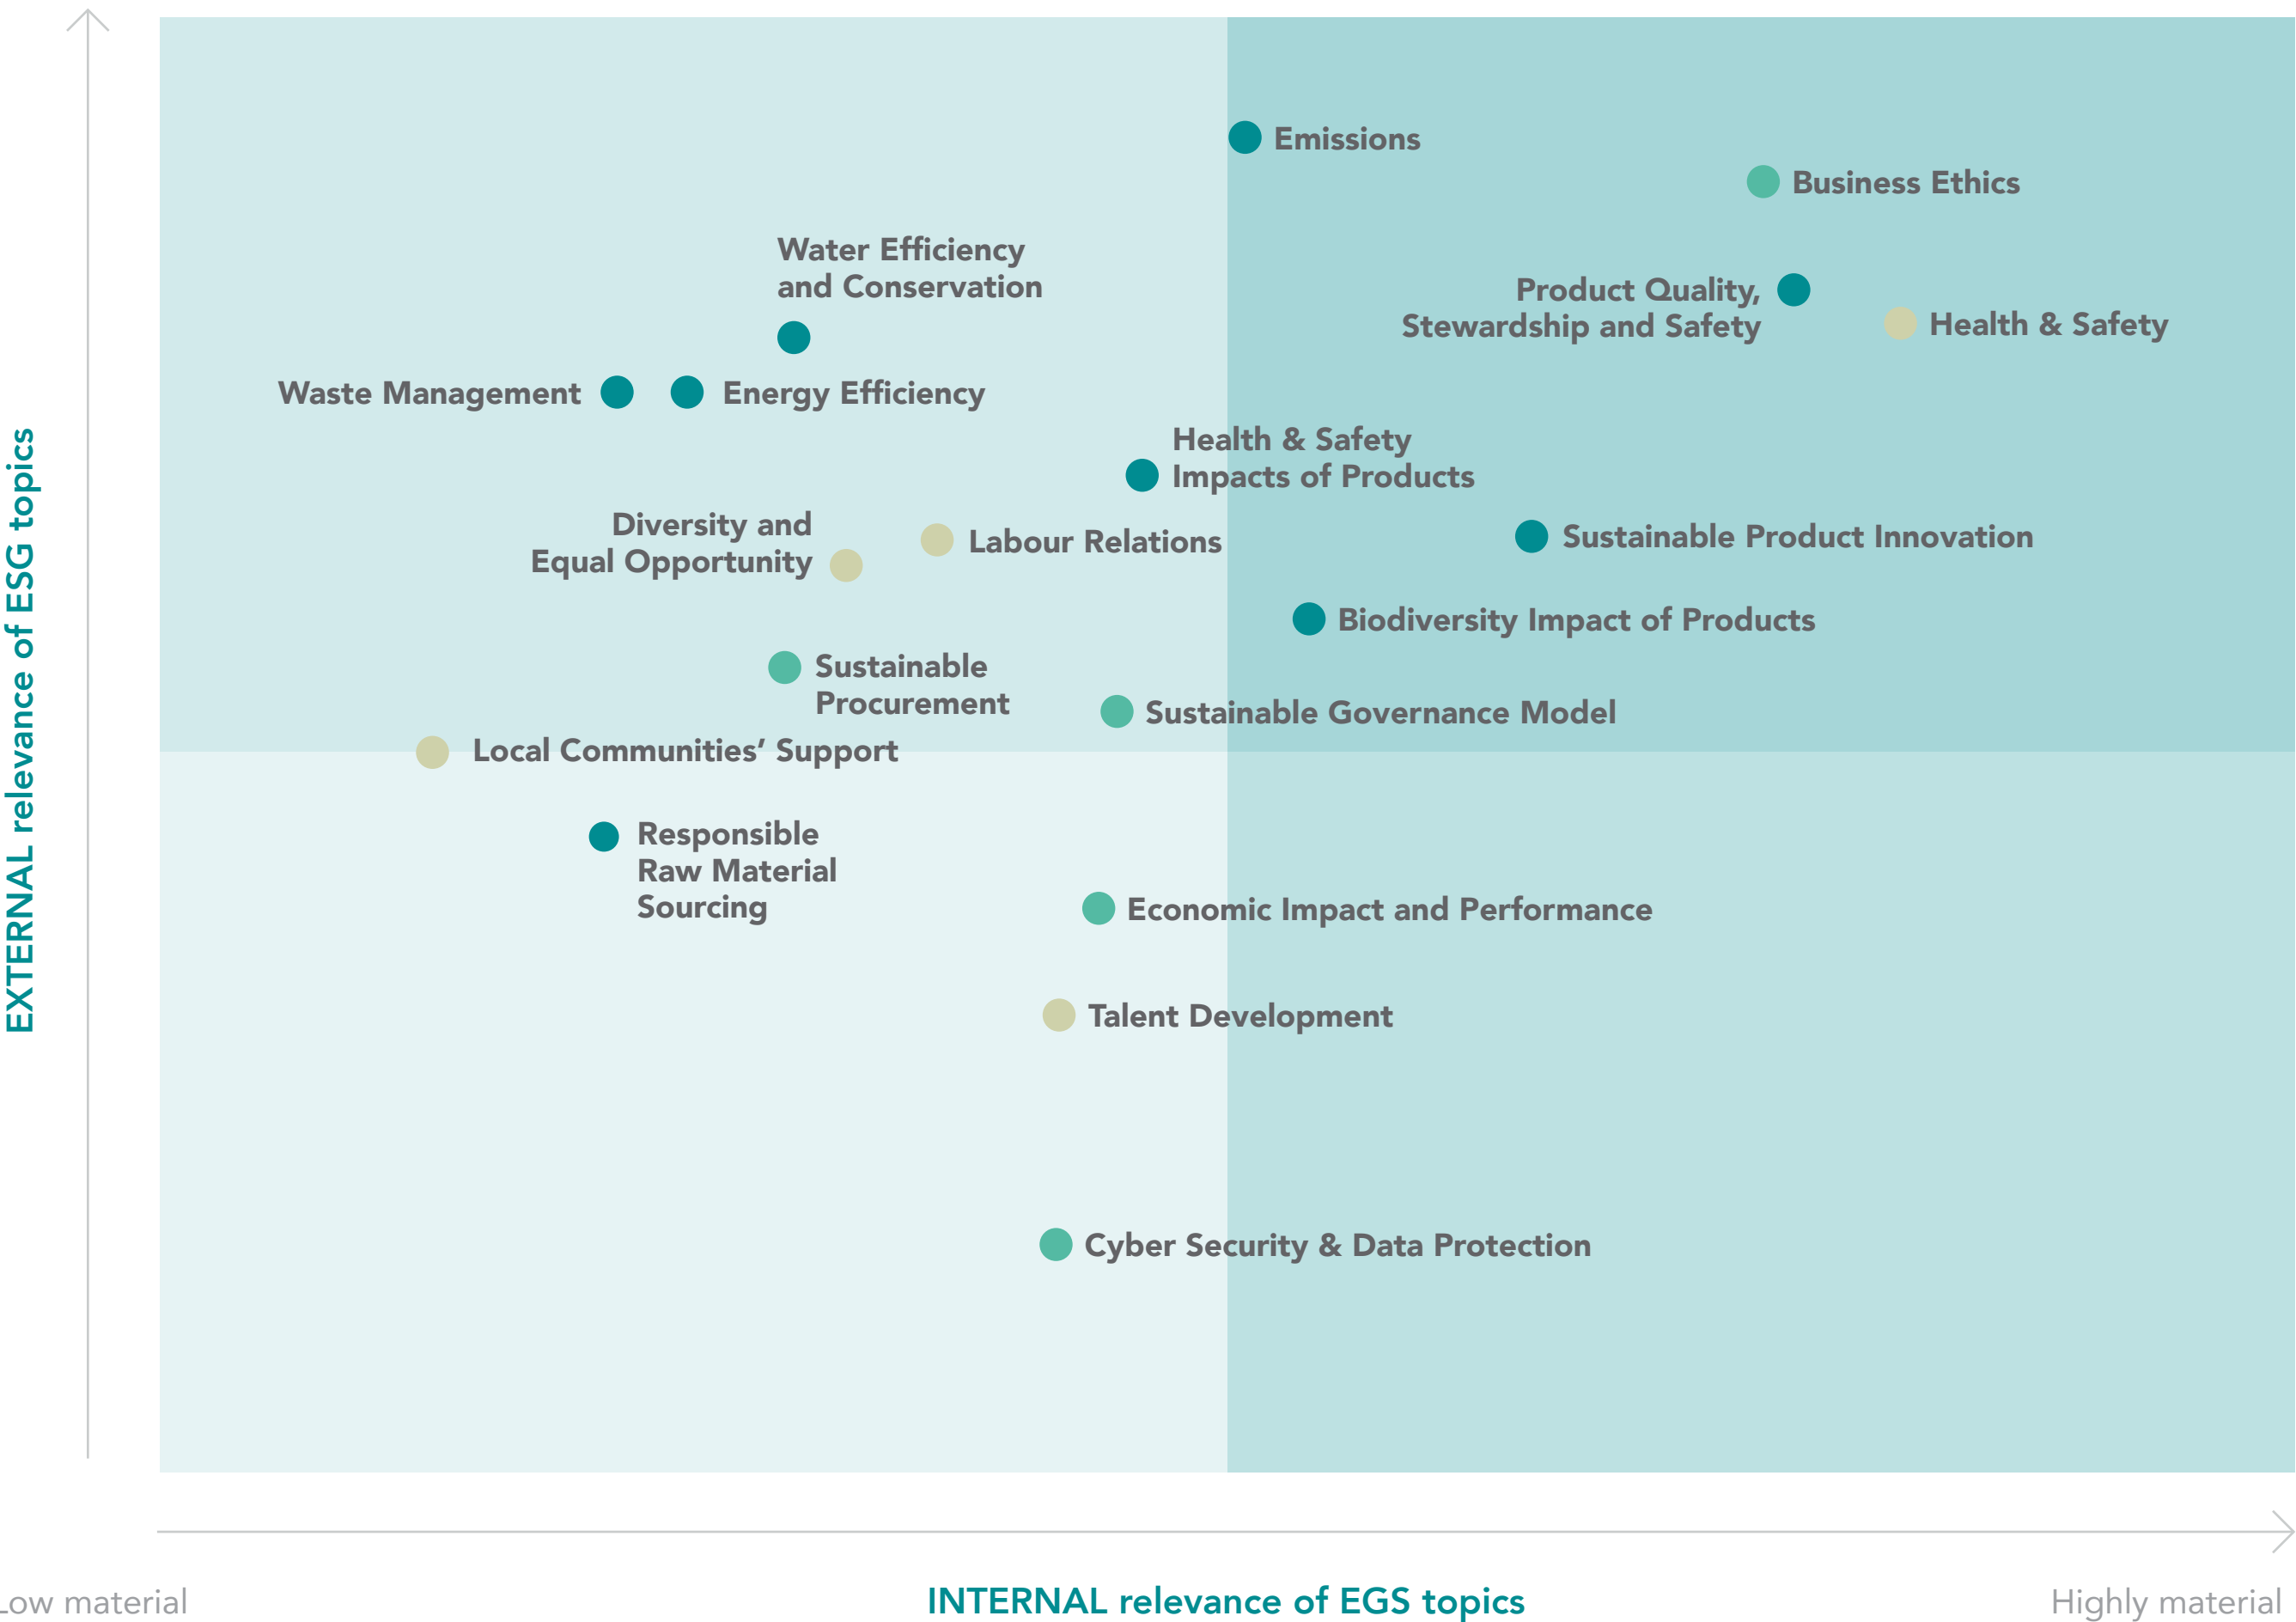 Emissions
Business Ethics
Water Efficiency
and Conservation
Product Quality,
Stewardship and Safety
Health & Safety
Waste Management
Energy Efficiency
Health & Safety
Impacts of Products
Diversity and
Equal Opportunity
Labour Relations
Sustainable Product Innovation
Biodiversity Impact of Products
Sustainable
Procurement
Sustainable Governance Model
Local Communities’ Support
Responsible
Raw Material
Sourcing
Economic Impact and Performance
Talent Development
Cyber Security & Data Protection
EXTERNAL relevance of ESG topics
Low material
INTERNAL relevance of EGS topics
Highly material